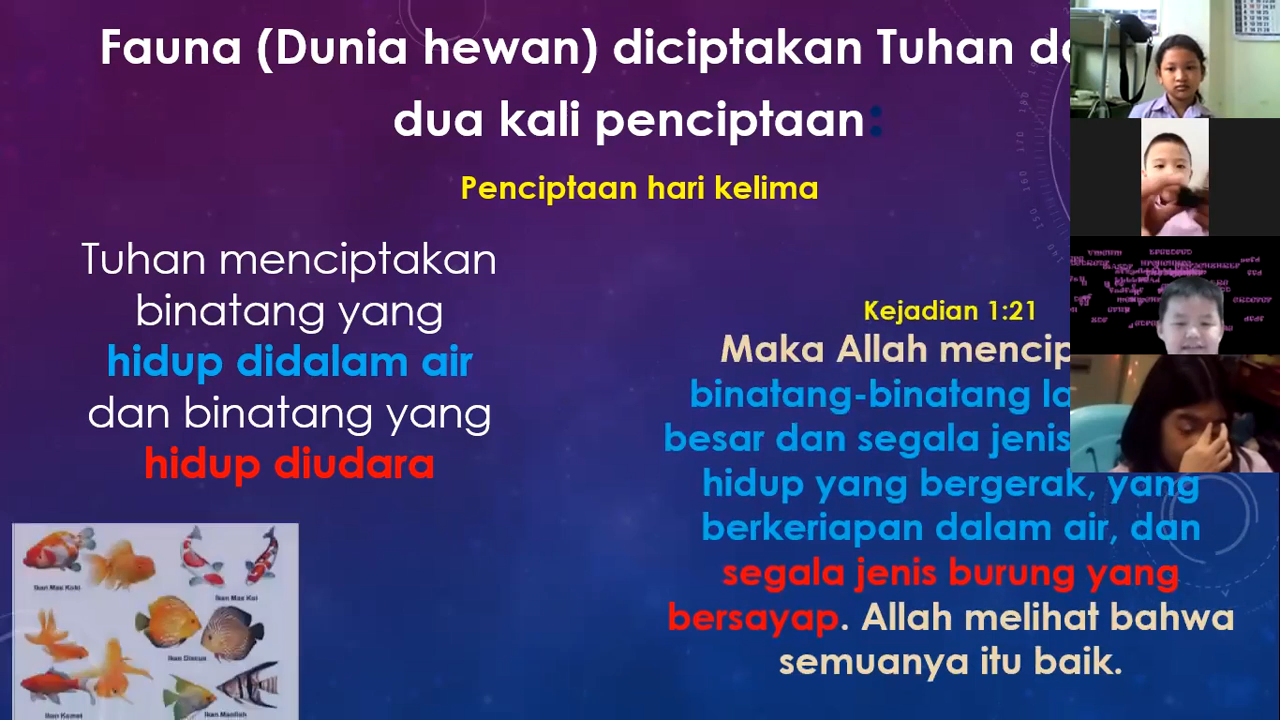 Fauna (Dunia hewan) diciptakan Tuhan
dua kali penciptaan:
Penciptaan hari kelima
Tuhan menciptakan
binatang yang
hidup didalam air
dan binatang yang
hidup diudara
Kejadian 1:21
Maka Allah
binatang-binatang
besar dan segala jenis
hidup yang bergerak, yang
berkeriapan dalam air, dan
segala jenis burung yang
bersayap. Allah melihat bahwa
semuanya itu baik.
Ikan Mas Koki
Ikan Mas Koi
Ikan Discus
Ikan Komet
Ikan Manfish